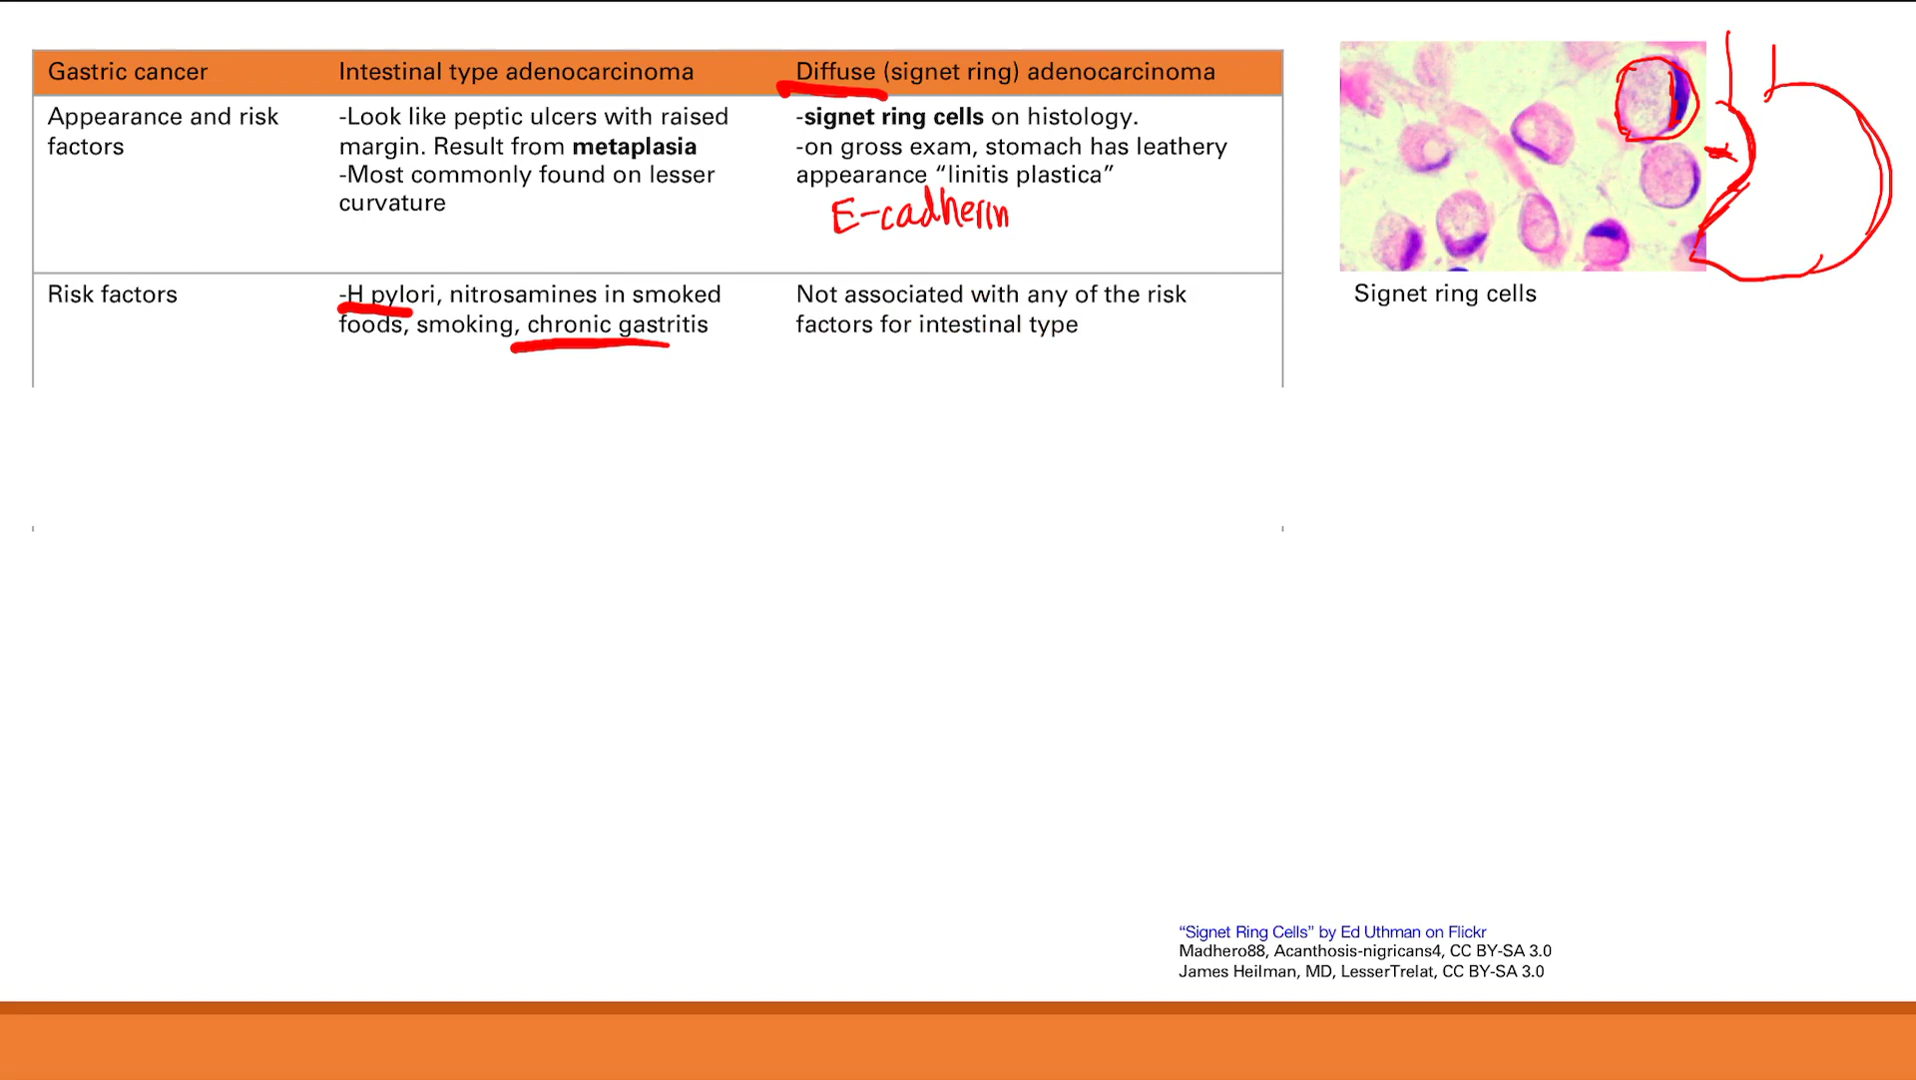 Gastric cancer
Intestinal type adenocarcinoma
Diffuse (signet ring) adenocarcinoma
Appearance and risk
factors
-Look like peptic ulcers with raised
margin. Result from metaplasia
-Most commonly found on lesser
curvature
-signet ring cells on histology.
-on gross exam, stomach has leathery
appearance “linitis plastica”
E-cadherin
Risk factors
-H pylori, nitrosamines in smoked
foods, smoking, chronic gastritis
Not associated with any of the risk
factors for intestinal type
Signet ring cells
“Signet Ring Cells” by Ed Uthman on Flickr
Madhero88, Acanthosis-nigricans4, CC BY-SA 3.0
James Heilman, MD, LesserTrelat, CC BY-SA 3.0